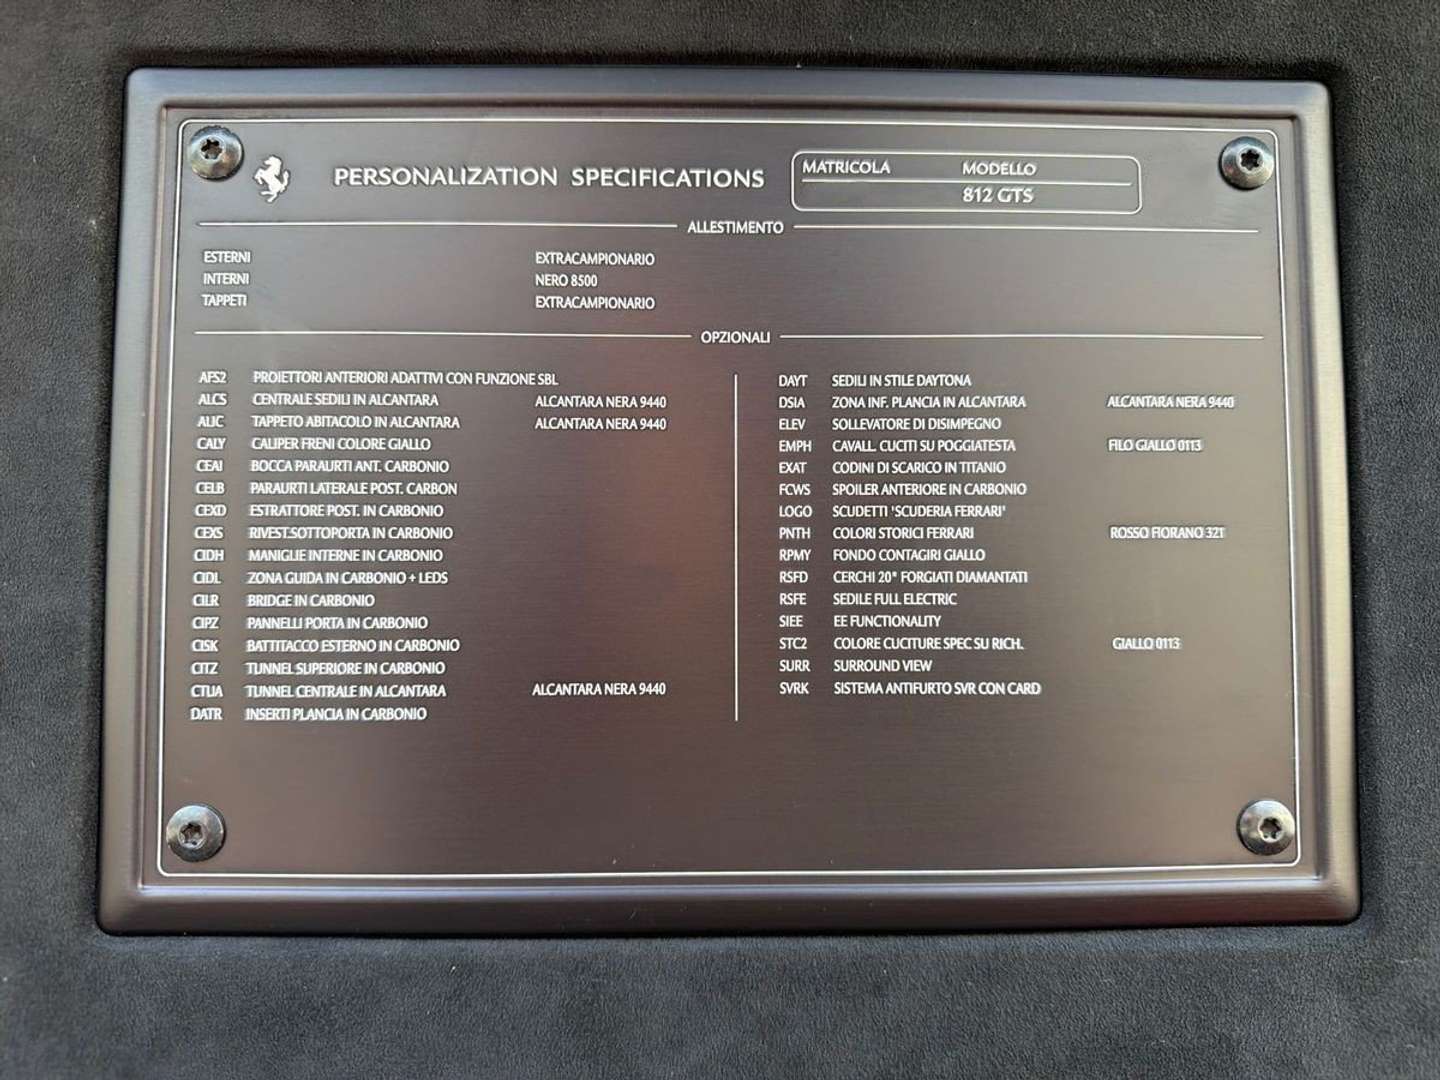 PERSONALIZATION SPECIFICATIONS
MATRICOLA MODELLO
812 GTS
ALLESTIMENTO
ESTERNI EXTRACAMPIONARIO
INTERNI NERO 8500
TAPPETI EXTRACAMPIONARIO
OPZIONALI
AFS2 PROIETTORI ANTERIORI ADATTIVI CON FUNZIONE SBL
ALCS CENTRALE SEDILI IN ALCANTARA ALCANTARA NERA 9440
ALIC TAPPETO ABITACOLO IN ALCANTARA ALCANTARA NERA 9440
CALY CALIPER FRENI COLORE GIALLO
CEAI BOCCA PARAURTI ANT. CARBONIO
CELB PARAURTI LATERALE POST. CARBON
CEXD ESTRATTORE POST. IN CARBONIO
CEXS RIVEST.SOTTOPORTA IN CARBONIO
CIDH MANIGLIE INTERNE IN CARBONIO
CIDL ZONA GUIDA IN CARBONIO + LEDS
CILR BRIDGE IN CARBONIO
CIPZ PANNELLI PORTA IN CARBONIO
CISK BATTITACCO ESTERNO IN CARBONIO
CITZ TUNNEL SUPERIORE IN CARBONIO
CTUA TUNNEL CENTRALE IN ALCANTARA ALCANTARA NERA 9440
DATR INSERTI PLANCIA IN CARBONIO
DAYT SEDILI IN STILE DAYTONA
DSIA ZONA INF. PLANCIA IN ALCANTARA ALCANTARA NERA 9440
ELEV SOLLEVATORE DI DISIMPEGNO
EMPH CAVALL. CUCITI SU POGGIATESTA FILO GIALLO 0113
EXAT CODINI DI SCARICO IN TITANIO
FCWS SPOILER ANTERIORE IN CARBONIO
LOGO SCUDETTI 'SCUDERIA FERRARI'
PNTH COLORI STORICI FERRARI ROSSO FIORANO 321
RPMY FONDO CONTAGIRI GIALLO
RSFD CERCHI 20" FORGIATI DIAMANTATI
RSFE SEDILE FULL ELECTRIC
SIEE EE FUNCTIONALITY
STC2 COLORE CUCITURE SPEC SU RICH. GIALLO 0113
SURR SURROUND VIEW
SVRK SISTEMA ANTIFURTO SVR CON CARD